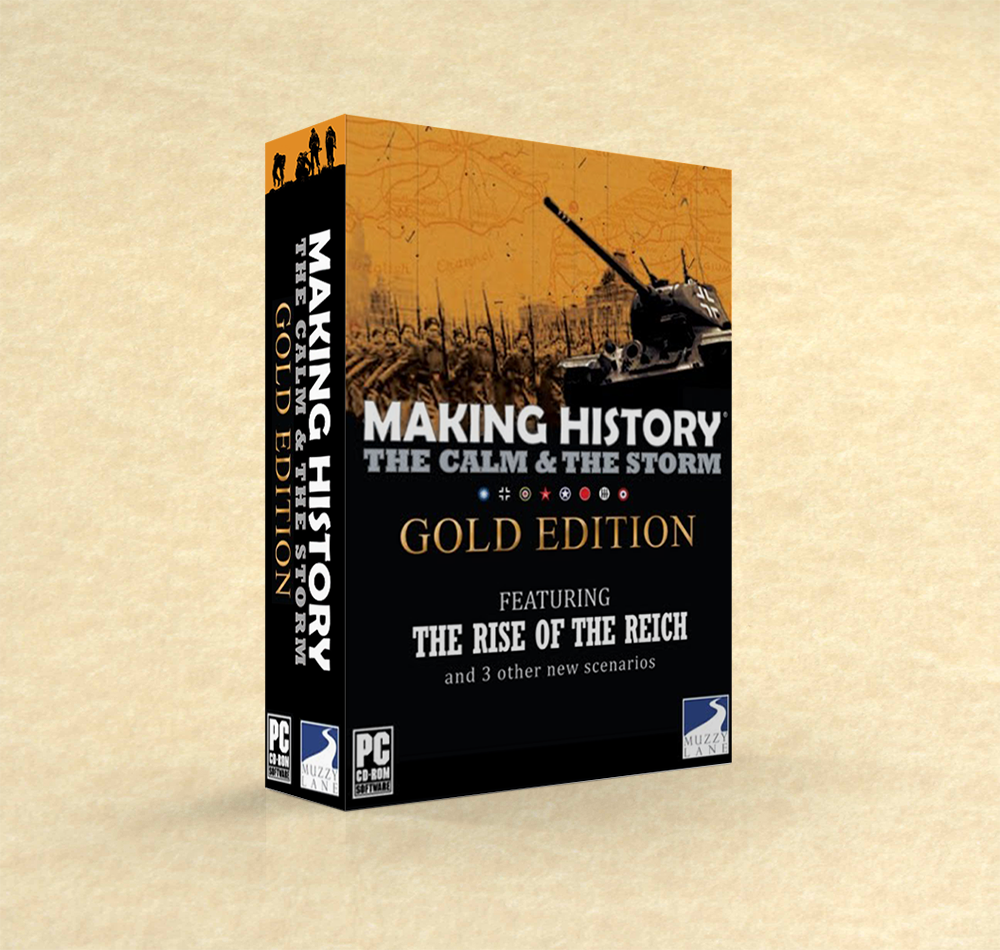 MAKING HISTORY
THE CALM & THE STORM
GOLD EDITION
PC
CD-ROM
SOFTWARE
MUZZY
LANE
English Channel
MAKING HISTORY®
THE CALM & THE STORM
GOLD EDITION
FEATURING
THE RISE OF THE REICH
and 3 other new scenarios
PC
CD-ROM
SOFTWARE
MUZZY
LANE